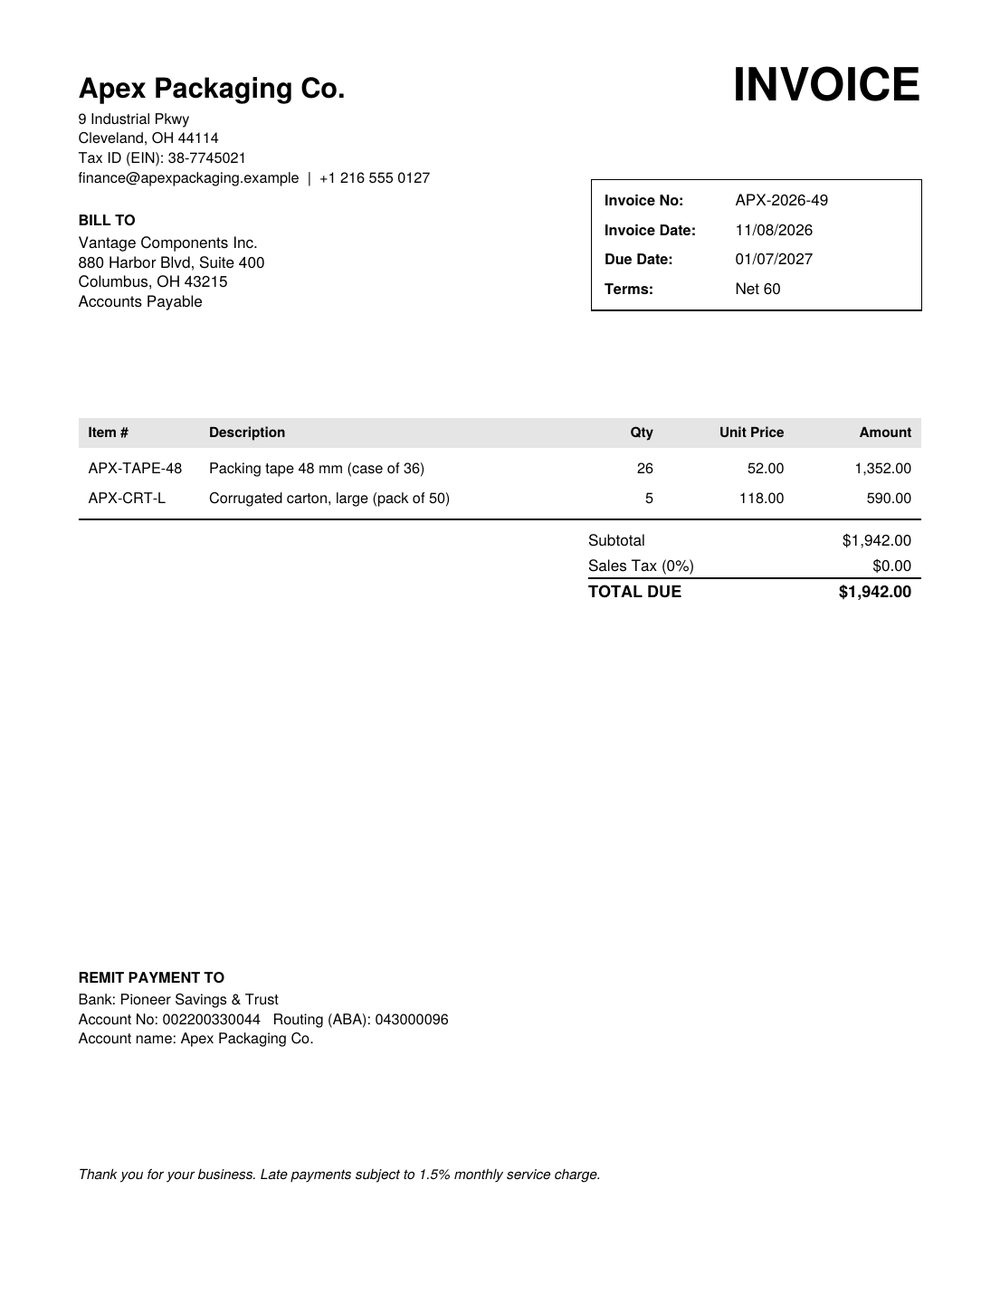 Apex Packaging Co.
INVOICE
9 Industrial Pkwy
Cleveland, OH 44114
Tax ID (EIN): 38-7745021
finance@apexpackaging.example | +1 216 555 0127
BILL TO
Vantage Components Inc.
880 Harbor Blvd, Suite 400
Columbus, OH 43215
Accounts Payable
Invoice No: APX-2026-49
Invoice Date: 11/08/2026
Due Date: 01/07/2027
Terms: Net 60
Item # Description Qty Unit Price Amount
APX-TAPE-48 Packing tape 48 mm (case of 36) 26 52.00 1,352.00
APX-CRT-L Corrugated carton, large (pack of 50) 5 118.00 590.00
Subtotal $1,942.00
Sales Tax (0%) $0.00
TOTAL DUE $1,942.00
REMIT PAYMENT TO
Bank: Pioneer Savings & Trust
Account No: 002200330044 Routing (ABA): 043000096
Account name: Apex Packaging Co.
Thank you for your business. Late payments subject to 1.5% monthly service charge.